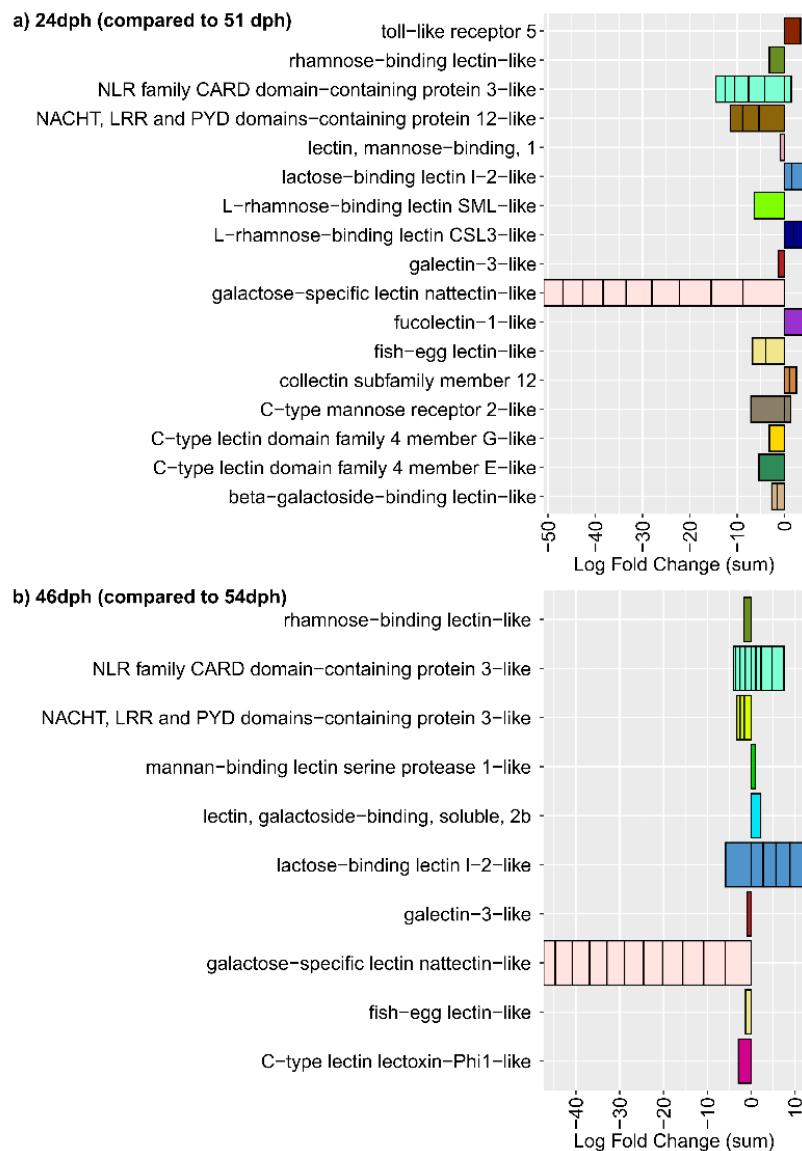 a) 24dph (compared to 51 dph)
toll-like receptor 5
rhamnose-binding lectin-like
NLR family CARD domain-containing protein 3-like
NACHT, LRR and PYD domains-containing protein 12-like
lectin, mannose-binding, 1
lactose-binding lectin l-2-like
L-rhamnose-binding lectin SML-like
L-rhamnose-binding lectin CSL3-like
galectin-3-like
galactose-specific lectin nattectin-like
fucolectin-1-like
fish-egg lectin-like
collectin subfamily member 12
C-type mannose receptor 2-like
C-type lectin domain family 4 member G-like
C-type lectin domain family 4 member E-like
beta-galactoside-binding lectin-like
-50 -40 -30 -20 -10 0
Log Fold Change (sum)
b) 46dph (compared to 54dph)
rhamnose-binding lectin-like
NLR family CARD domain-containing protein 3-like
NACHT, LRR and PYD domains-containing protein 3-like
mannan-binding lectin serine protease 1-like
lectin, galactoside-binding, soluble, 2b
lactose-binding lectin l-2-like
galectin-3-like
galactose-specific lectin nattectin-like
fish-egg lectin-like
C-type lectin lectoxin-Phi1-like
-40 -30 -20 -10 0 10
Log Fold Change (sum)